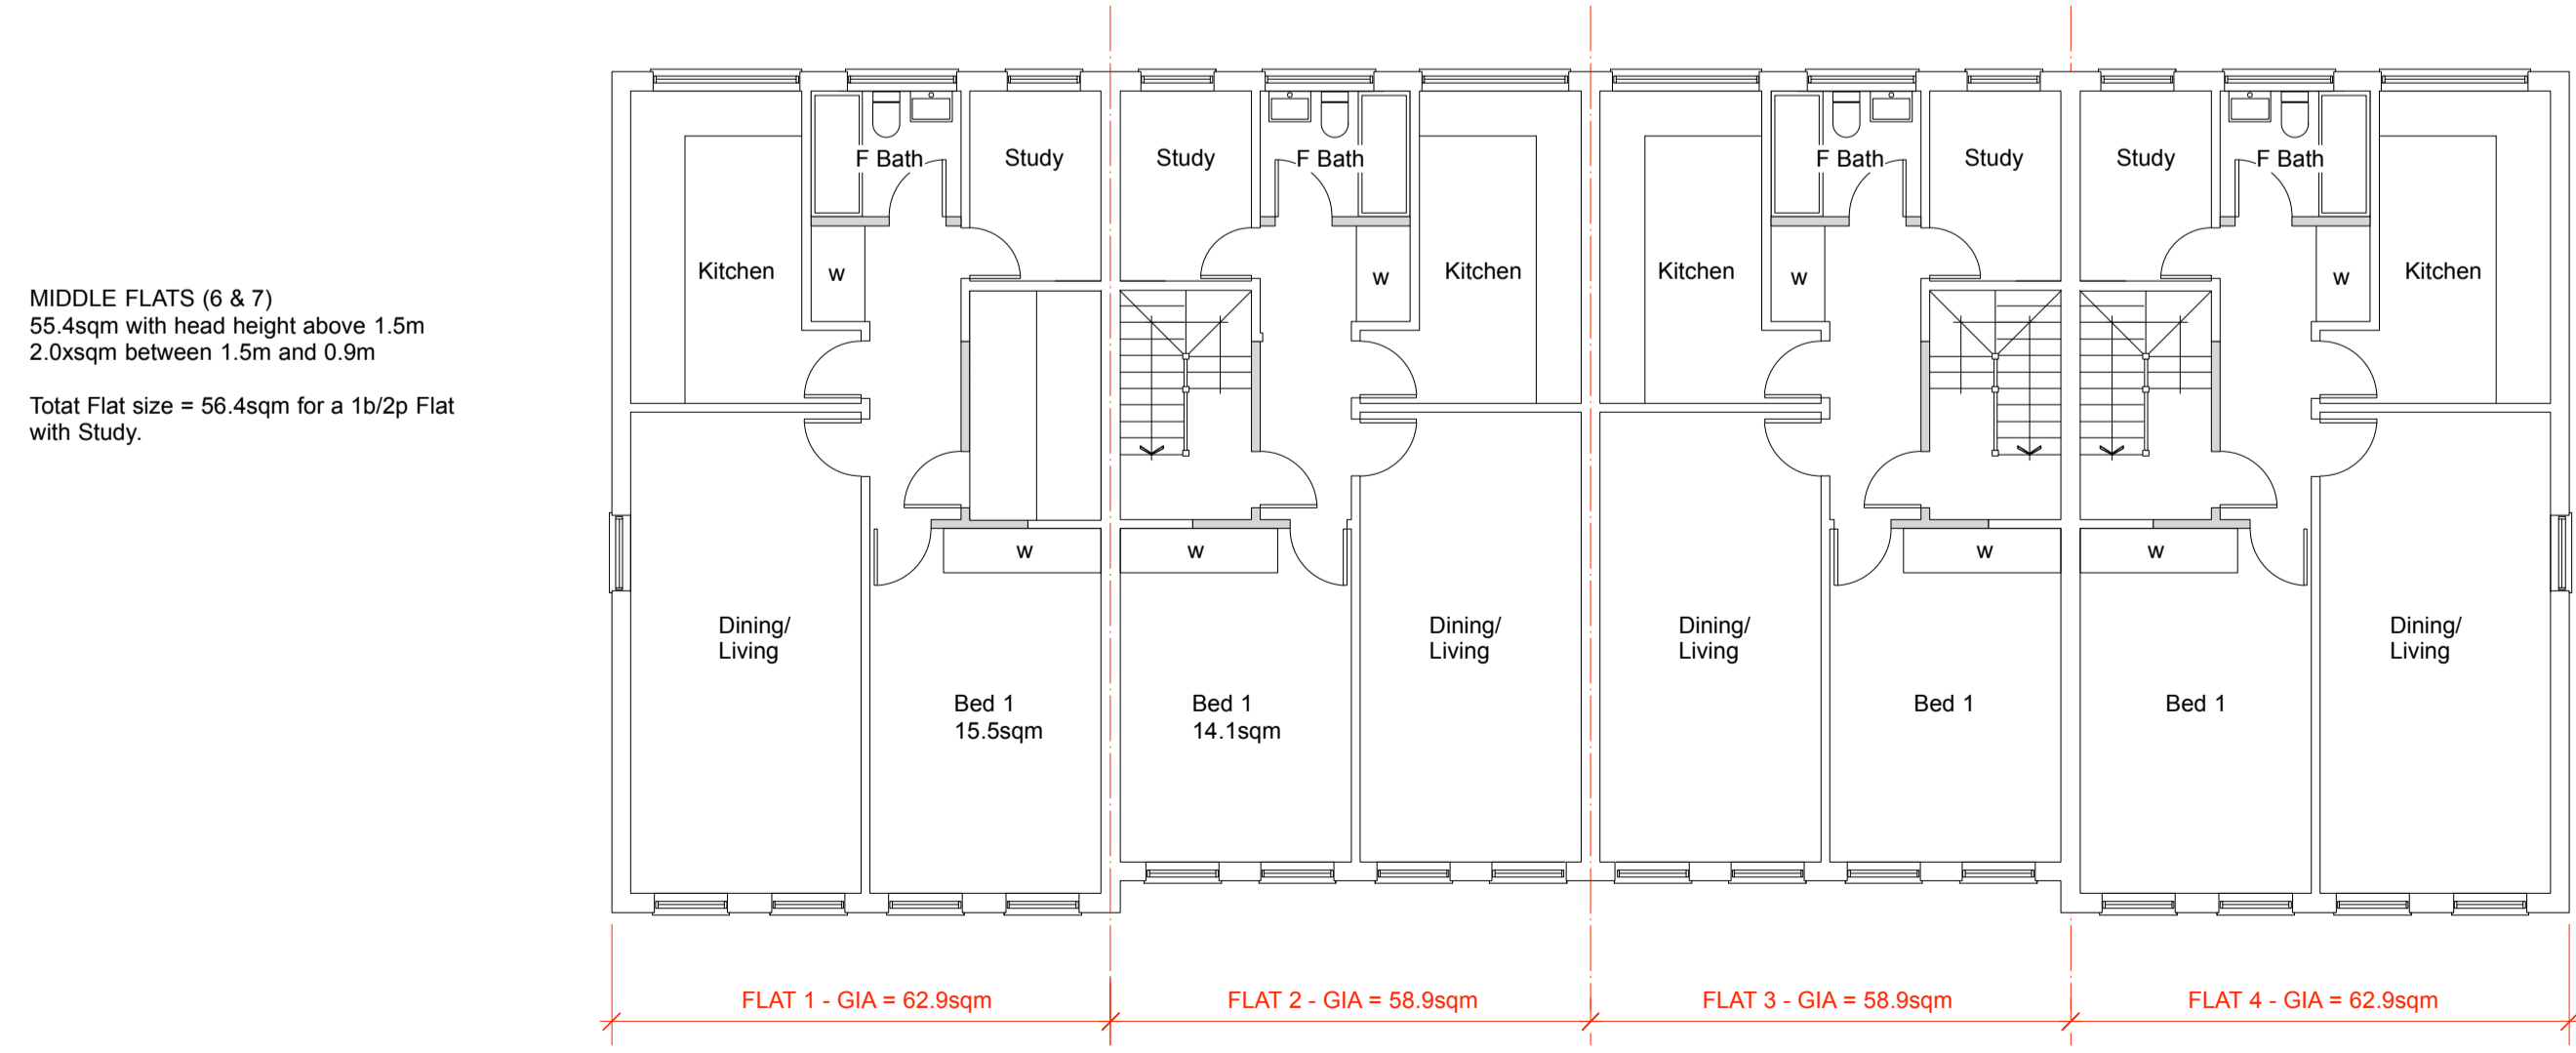 MIDDLE FLATS (6 & 7)
55.4sqm with head height above 1.5m
2.0xsqm between 1.5m and 0.9m
Totat Flat size = 56.4sqm for a 1b/2p Flat
with Study.
F Bath
Study
Study
F Bath
F Bath
Study
Study
F Bath
Kitchen
w
w
Kitchen
Kitchen
w
w
Kitchen
w
w
w
w
Dining/
Living
Dining/
Living
Dining/
Living
Dining/
Living
Bed 1
15.5sqm
Bed 1
14.1sqm
Bed 1
Bed 1
FLAT 1 - GIA = 62.9sqm
FLAT 2 - GIA = 58.9sqm
FLAT 3 - GIA = 58.9sqm
FLAT 4 - GIA = 62.9sqm